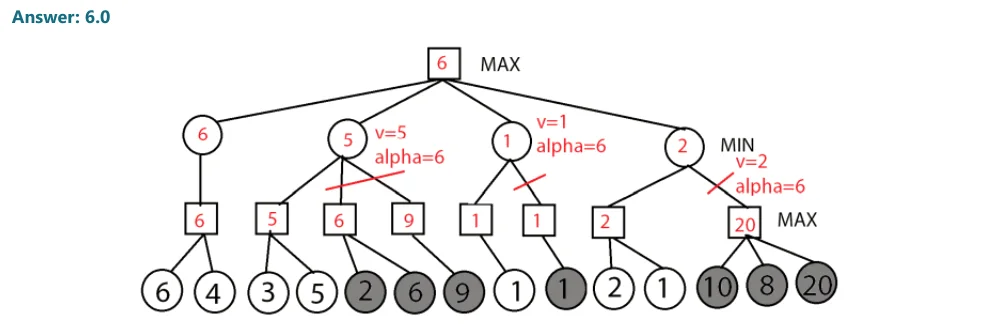 Answer: 6.0
6 MAX
6 5 v=5 alpha=6 1 v=1 alpha=6 2 MIN v=2 alpha=6
6 5 6 9 1 1 2 20 MAX
6 4 3 5 2 6 9 1 1 2 1 10 8 20